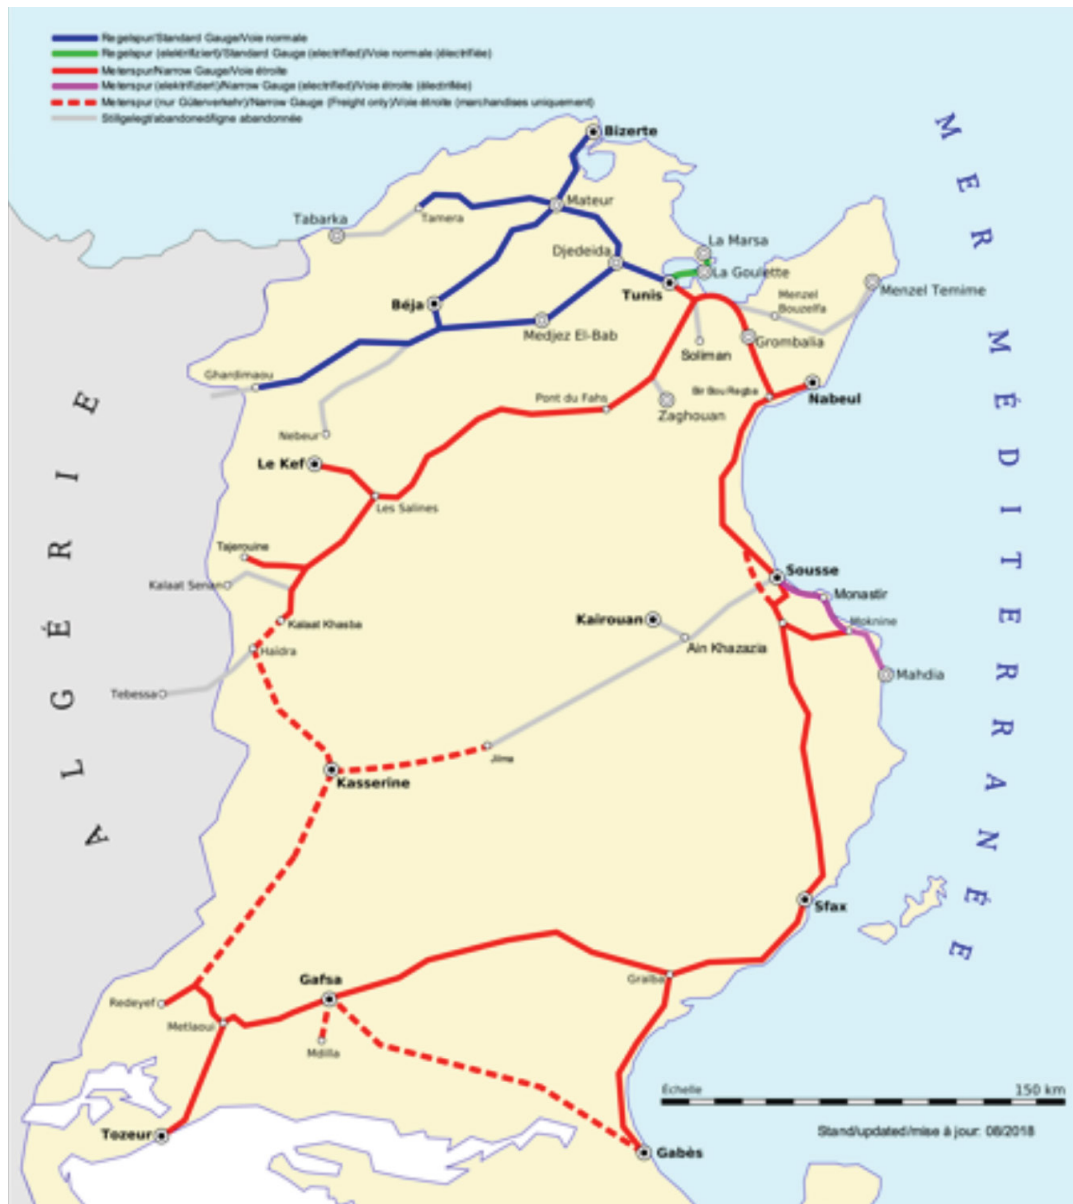 Regelspur/Standard Gauge/Voie normale
Regelspur (elektrifiziert)/Standard Gauge (electrified)/Voie normale (électrifiée)
Meterspur/Narrow Gauge/Voie étroite
Meterspur (elektrifiziert)/Narrow Gauge (electrified)/Voie étroite (électrifiée)
Meterspur (nur Güterverkehr)/Narrow Gauge (Freight only)/Voie étroite (marchandises uniquement)
Stillgelegt/abandoned/ligne abandonnée
Bizerte
Mateur
Tabarka
Tamera
Djedeida
La Marsa
La Goulette
Tunis
Menzel Bouzelfa
Menzel Temime
Béja
Medjez El-Bab
Grombalia
Soliman
Ghardimaou
Pont du Fahs
Bir Bou Regba
Nabeul
Zaghouan
Nebeur
Le Kef
Les Salines
Tajerouine
Kalaat Senan
Sousse
Monastir
Kairouan
Kalaat Khasba
Moknine
Ain Khazazia
Haidra
Mahdia
Tebessa
Jilma
Kasserine
Sfax
Gafsa
Graiba
Redeyef
Metlaoui
Mdilla
Tozeur
Gabès
ALGÉRIE
MER MÉDITERRANÉE
Échelle
150 km
Stand/updated/mise à jour: 08/2018